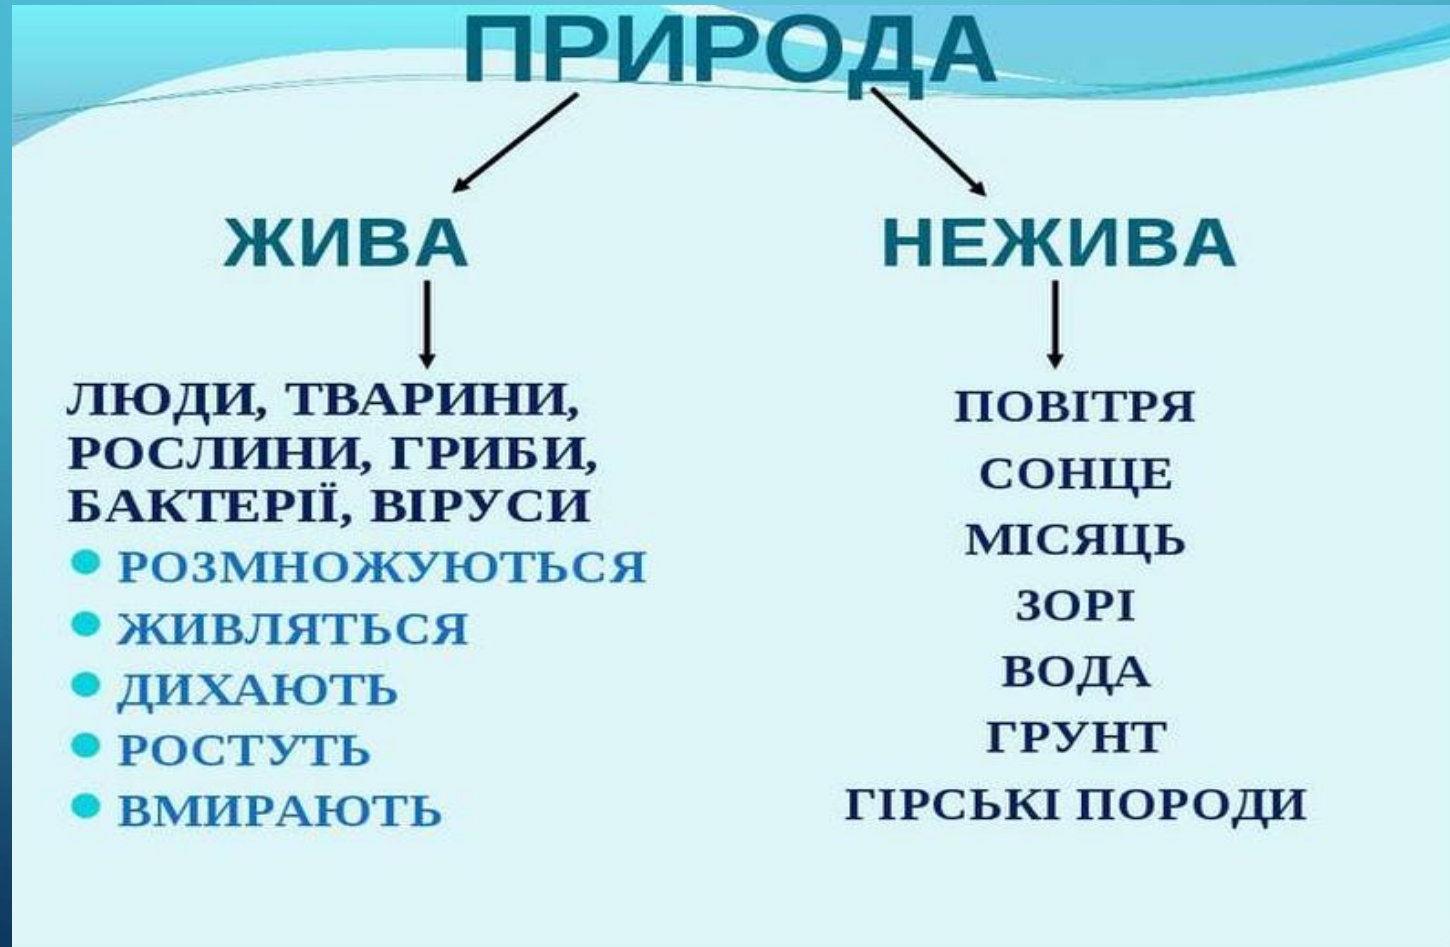 ПРИРОДА
ЖИВА
ЛЮДИ, ТВАРИНИ,
РОСЛИНИ, ГРИБИ,
БАКТЕРІЇ, ВІРУСИ
РОЗМНОЖУЮТЬСЯ
ЖИВЛЯТЬСЯ
ДИХАЮТЬ
РОСТУТЬ
ВМИРАЮТЬ
НЕЖИВА
ПОВІТРЯ
СОНЦЕ
МІСЯЦЬ
ЗОРІ
ВОДА
ГРУНТ
ГІРСЬКІ ПОРОДИ